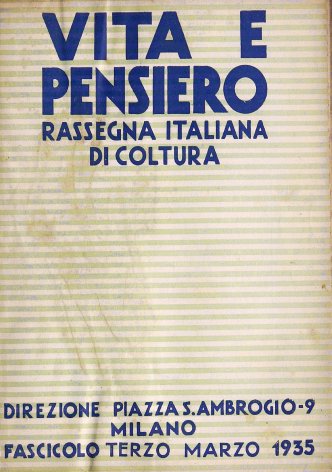 VITA E
PENSIERO
RASSEGNA ITALIANA
DI COLTURA
DIREZIONE PIAZZA S. AMBROGIO-9
MILANO
FASCICOLO TERZO MARZO 1935